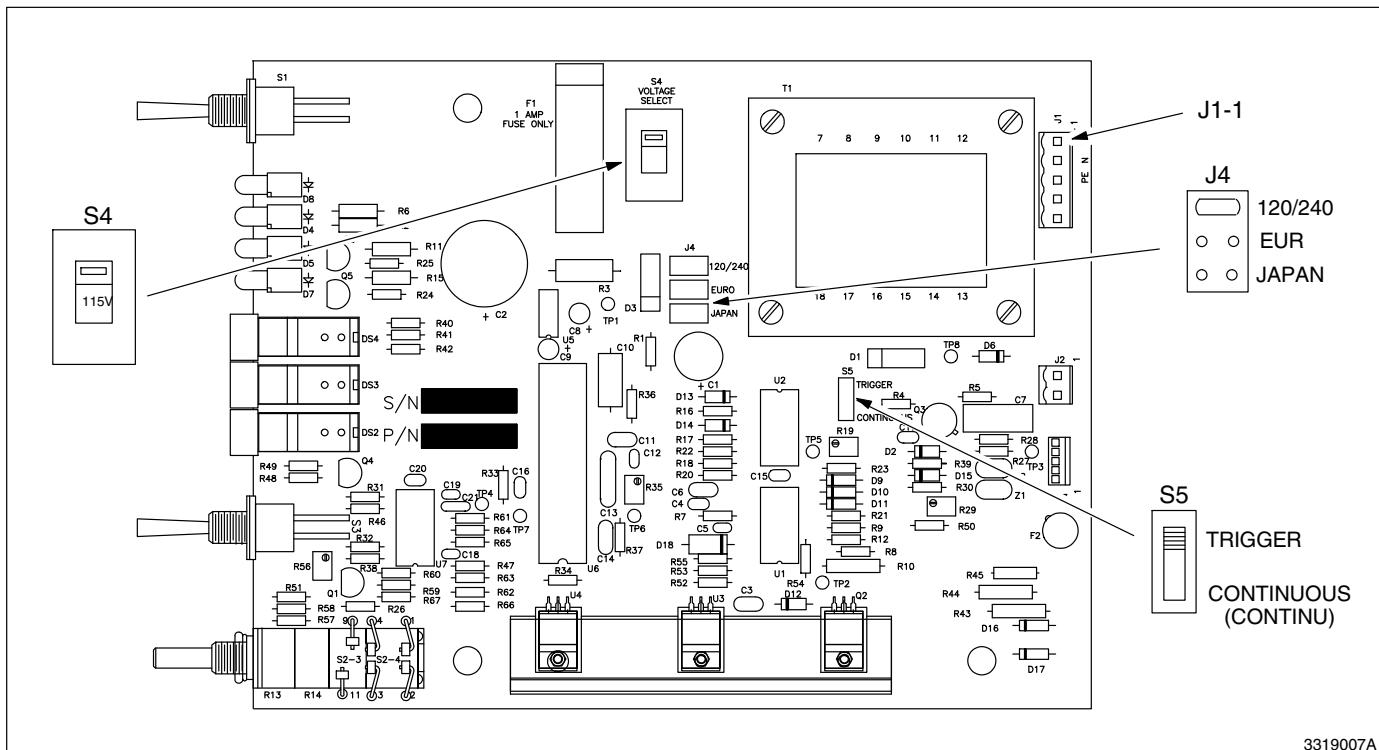 S1
F1
1 AMP
FUSE ONLY
S4
VOLTAGE
SELECT
T1
7 8 9 10 11 12
18 17 16 15 14 13
J1
1
PE N
J1-1
J4
120/240
EUR
JAPAN
S4
115V
D8
D4
D5
D7
Q5
R6
R11
R25
R15
R24
C2
+
R3
TP1
D3
J4
120/240
EURO
JAPAN
C8
+
U5
+
C9
C10
R1
R36
+
C1
DS4
DS3
DS2
R40
R41
R42
S/N
P/N
D13
R16
D14
R17
R22
R18
R20
C6
C4
R7
C5
D18
R55
R53
R52
U2
C15
U1
D1
TP8
D6
J2
1
S5
TRIGGER
R4
Q3
R5
C7
R19
TP5
R28
R27
TP3
D2
R39
D15
R30
Z1
1
R29
R50
F2
R23
D9
D10
D11
R21
R9
R12
R8
R10
R54
TP2
D12
C3
C11
C12
R35
C13
TP6
C14
R37
U6
R34
R49
R48
Q4
R31
R46
S3
R32
R38
R56
Q1
C20
C19
C21
TP4
R33
C16
TP7
R61
R64
R65
C18
U7
R60
R59
R67
R47
R63
R62
R66
R51
R58
R57
R26
9
4
1
S2-3
S2-4
R13
R14
11
3
2
U4
U3
Q2
R45
R44
R43
D16
D17
S5
TRIGGER
CONTINUOUS
(CONTINU)
3319007A